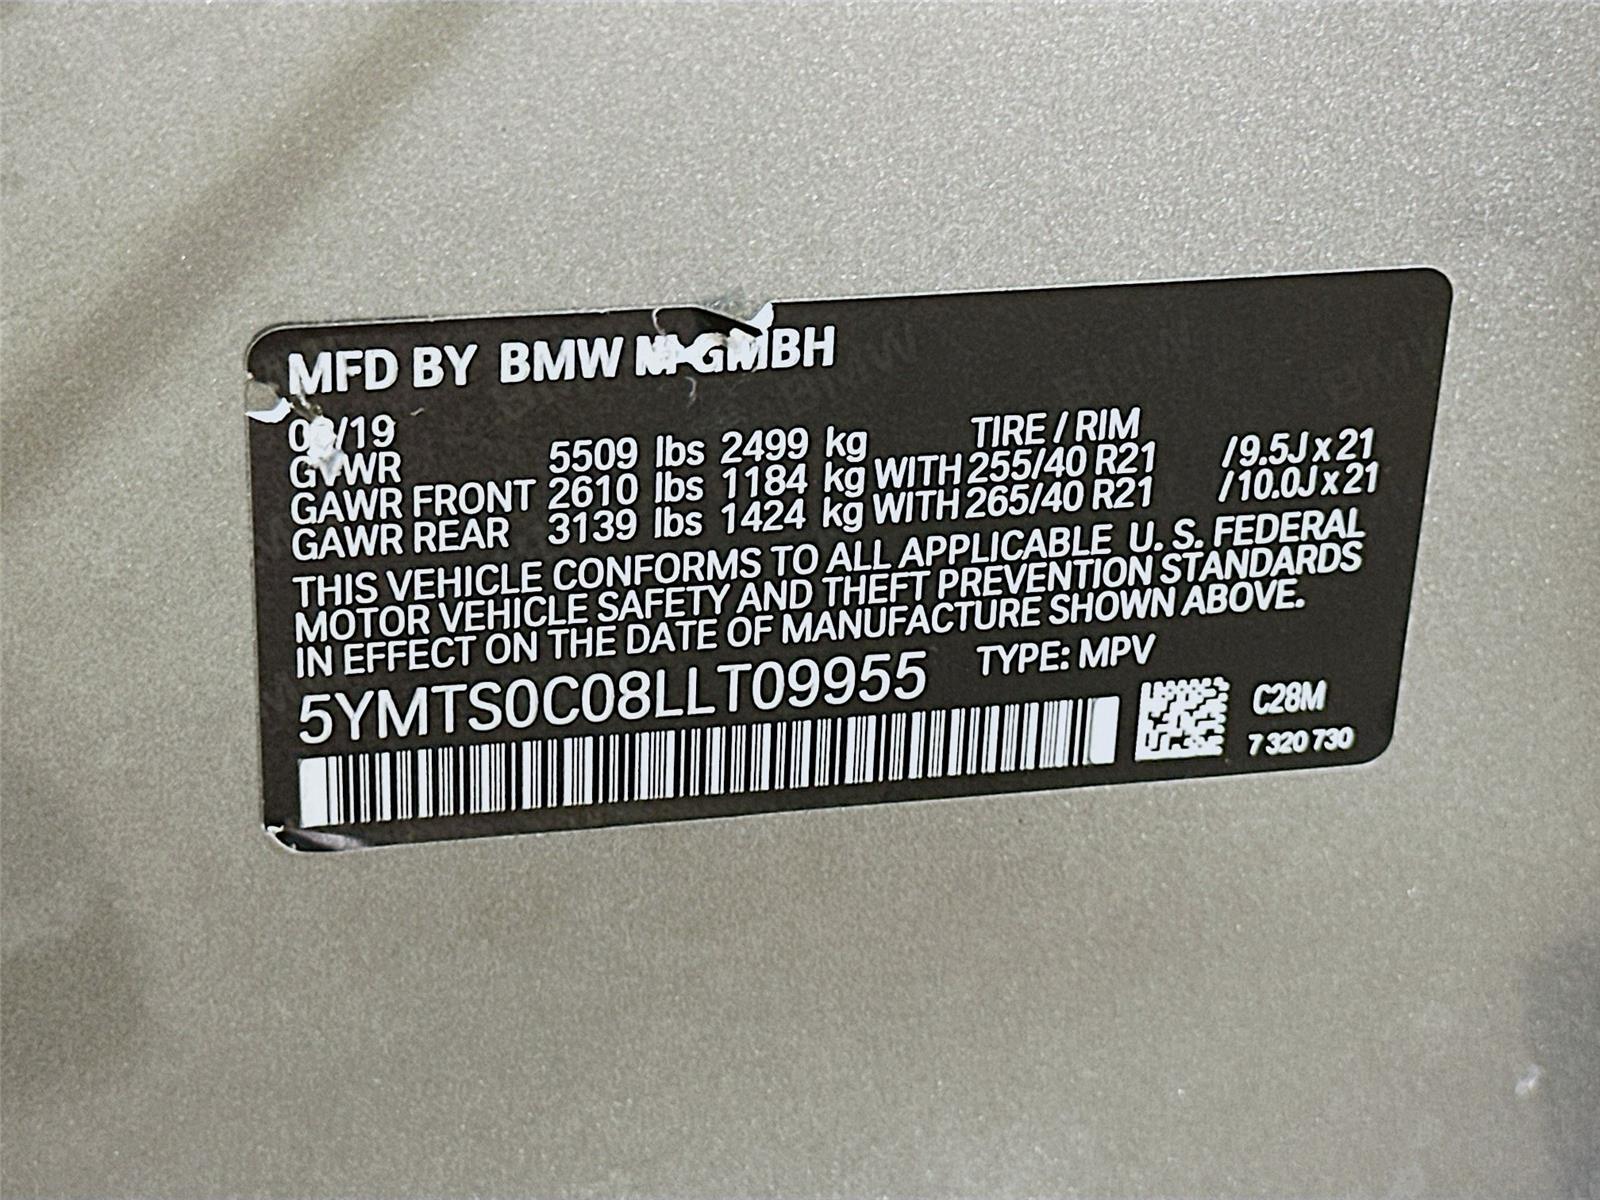 MFD BY BMW M GMBH
/19
TIRE / RIM
GVWR 5509 lbs 2499 kg
GAWR FRONT 2610 lbs 1184 kg WITH 255/40 R21 /9.5J x 21
GAWR REAR 3139 lbs 1424 kg WITH 265/40 R21 /10.0J x 21
THIS VEHICLE CONFORMS TO ALL APPLICABLE U. S. FEDERAL
MOTOR VEHICLE SAFETY AND THEFT PREVENTION STANDARDS
IN EFFECT ON THE DATE OF MANUFACTURE SHOWN ABOVE.
5YMTS0C08LLT09955 TYPE: MPV
C28M
7 320 730